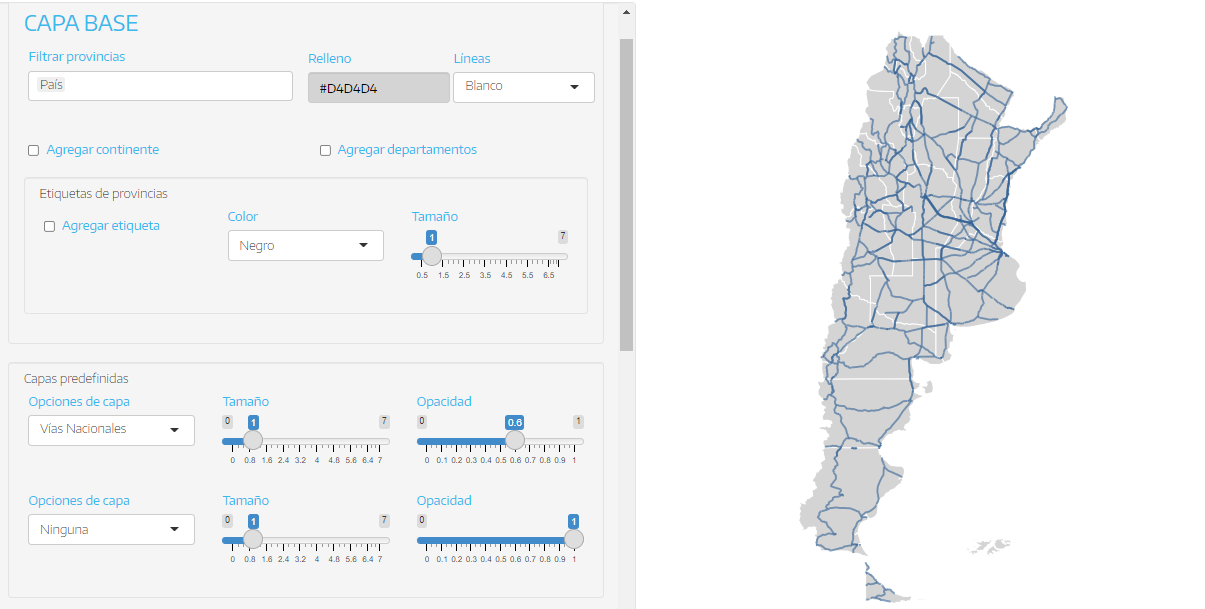 CAPA BASE
Filtrar provincias
Relleno
Líneas
País
#D4D4D4
Blanco
Agregar continente
Agregar departamentos
Etiquetas de provincias
Agregar etiqueta
Color
Tamaño
Negro
1
7
0.5 1.5 2.5 3.5 4.5 5.5 6.5
Capas predefinidas
Opciones de capa
Tamaño
Opacidad
Vías Nacionales
0 1 7
0 0.6 1
0 0.8 1.6 2.4 3.2 4 4.8 5.6 6.4 7
0 0.1 0.2 0.3 0.4 0.5 0.6 0.7 0.8 0.9 1
Opciones de capa
Tamaño
Opacidad
Ninguna
0 1 7
0 1
0 0.8 1.6 2.4 3.2 4 4.8 5.6 6.4 7
0 0.1 0.2 0.3 0.4 0.5 0.6 0.7 0.8 0.9 1